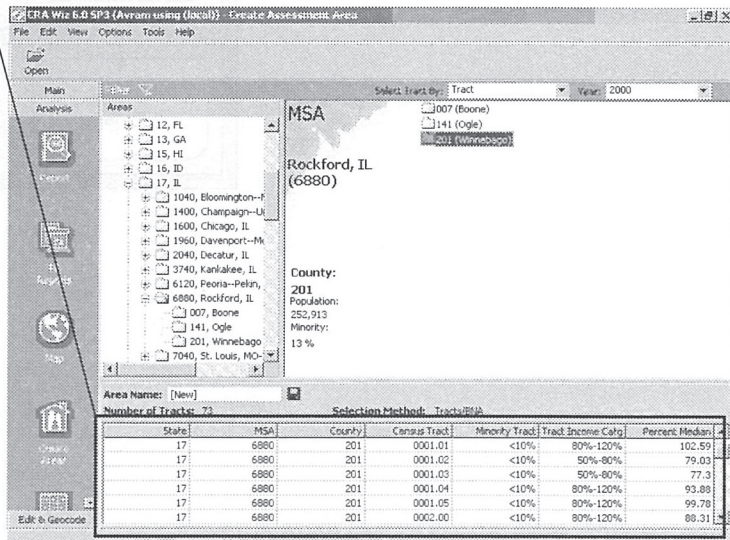 CRA Wiz 6.0 SP3 (Avram using (local)) - Create Assessment Area
File Edit View Options Tools Help
Open
Main
Select Tract By: Tract Year: 2000
Analysis
Areas
12, FL
13, GA
15, HI
16, ID
17, IL
1040, Bloomington--
1400, Champaign--
1600, Chicago, IL
1960, Davenport--
2040, Decatur, IL
3740, Kankakee, IL
6120, Peoria--Pekin,
6880, Rockford, IL
007, Boone
141, Ogle
201, Winnebago
7040, St. Louis, MO-
MSA
Rockford, IL
(6880)
County:
201
Population:
252,913
Minority:
13 %
007 (Boone)
141 (Ogle)
201 (Winnebago)
Report
Map
Create
Edit & Geocode
Area Name: [New]
Number of Tracts: 73 Selection Method: Tracts/BNA
State MSA County Census Tract Minority Tract Tract Income Catg Percent Median
17 6880 201 0001.01 <10% 80%-120% 102.59
17 6880 201 0001.02 <10% 50%-80% 79.03
17 6880 201 0001.03 <10% 50%-80% 77.3
17 6880 201 0001.04 <10% 80%-120% 93.88
17 6880 201 0001.05 <10% 80%-120% 99.78
17 6880 201 0002.00 <10% 80%-120% 88.31